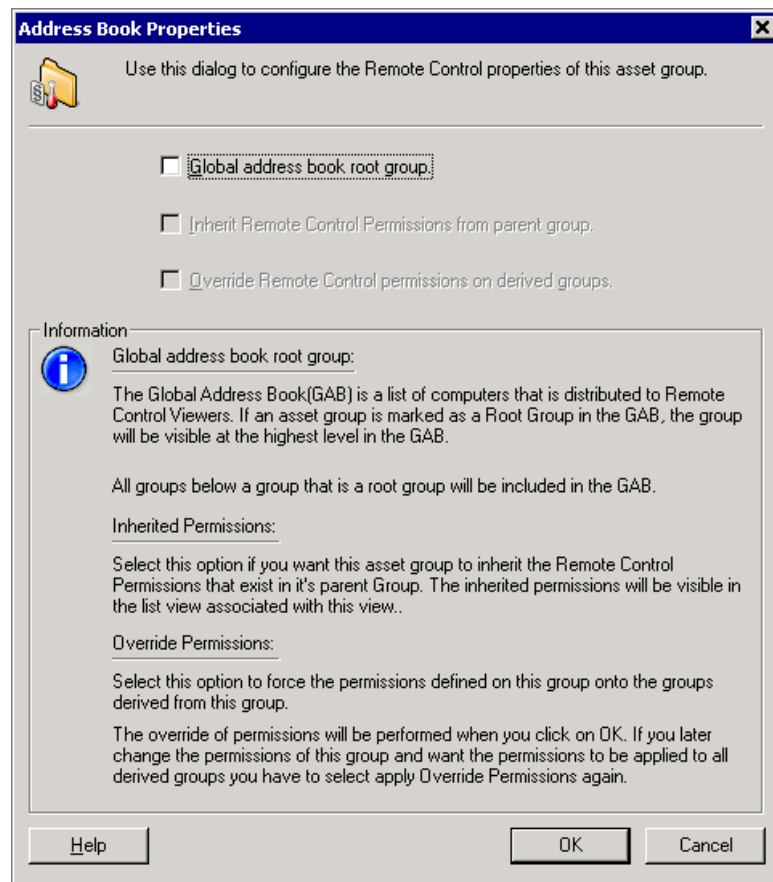 Address Book Properties
Use this dialog to configure the Remote Control properties of this asset group.
Global address book root group.
Inherit Remote Control Permissions from parent group.
Override Remote Control permissions on derived groups.
Information
Global address book root group:
The Global Address Book(GAB) is a list of computers that is distributed to Remote
Control Viewers. If an asset group is marked as a Root Group in the GAB, the group
will be visible at the highest level in the GAB.
All groups below a group that is a root group will be included in the GAB.
Inherited Permissions:
Select this option if you want this asset group to inherit the Remote Control
Permissions that exist in it's parent Group. The inherited permissions will be visible in
the list view associated with this view..
Override Permissions:
Select this option to force the permissions defined on this group onto the groups
derived from this group.
The override of permissions will be performed when you click on OK. If you later
change the permissions of this group and want the permissions to be applied to all
derived groups you have to select apply Override Permissions again.
Help
OK
Cancel